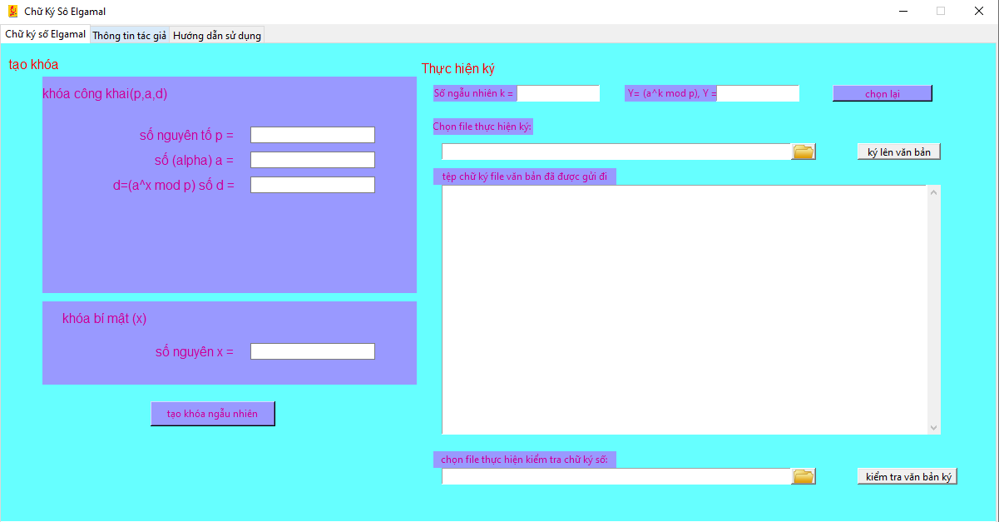 Chữ Ký Sô Elgamal
Chữ ký số Elgamal Thông tin tác giả Hướng dẫn sử dụng
tạo khóa
khóa công khai(p,a,d)
số nguyên tố p =
số (alpha) a =
d=(a^x mod p) số d =
khóa bí mật (x)
số nguyên x =
tạo khóa ngẫu nhiên
Thực hiện ký
Số ngẫu nhiên k =
Y= (a^k mod p), Y =
chọn lại
Chọn file thực hiện ký:
ký lên văn bản
tệp chữ ký file văn bản đã được gửi đi
chọn file thực hiện kiểm tra chữ ký số:
kiểm tra văn bản ký